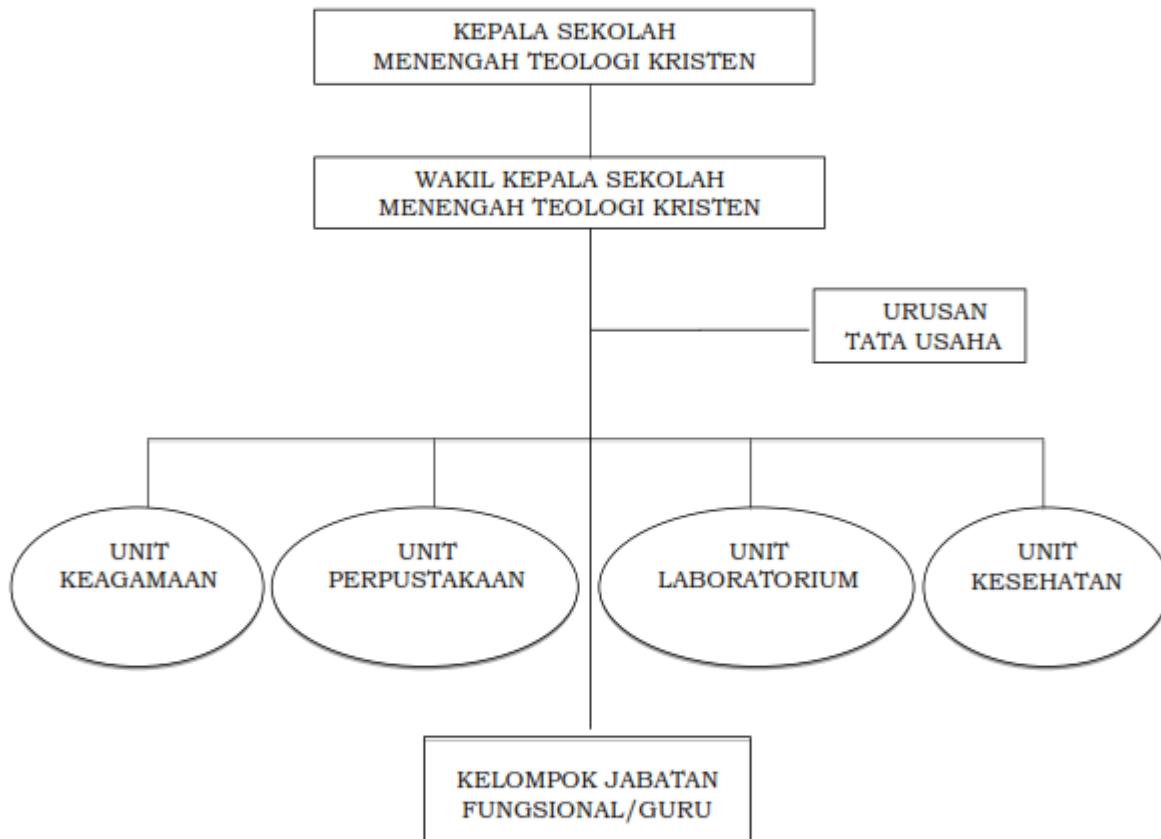 KEPALA SEKOLAH
MENENGAH TEOLOGI KRISTEN
WAKIL KEPALA SEKOLAH
MENENGAH TEOLOGI KRISTEN
URUSAN
TATA USAHA
UNIT
KEAGAMAAN
UNIT
PERPUSTAKAAN
UNIT
LABORATORIUM
UNIT
KESEHATAN
KELOMPOK JABATAN
FUNGSIONAL/GURU